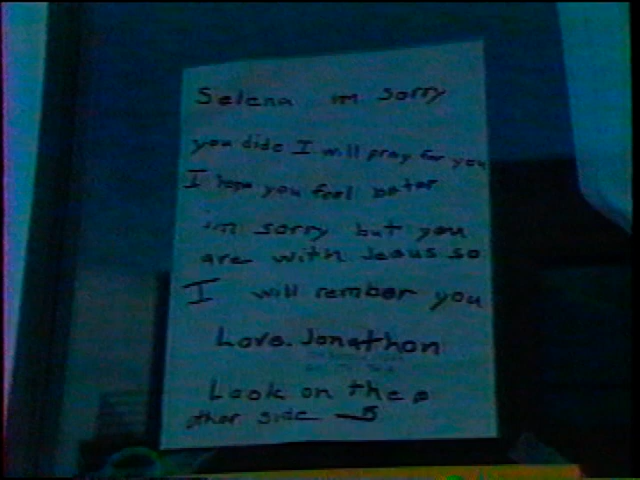 Selena im sorry
you dide I will pray for you
I hope you feel beter
im sorry but you
are with Jesus so
I will rember you
Love. Jonathon
Look on thee
other side